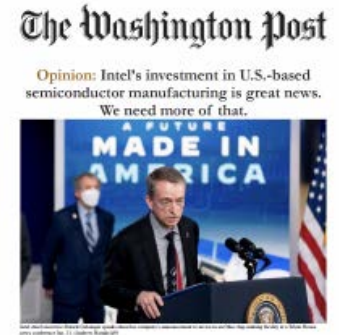 The Washington Post
Opinion: Intel's investment in U.S.-based
semiconductor manufacturing is great news.
We need more of that.
A FUTURE
MADE IN
AMERICA